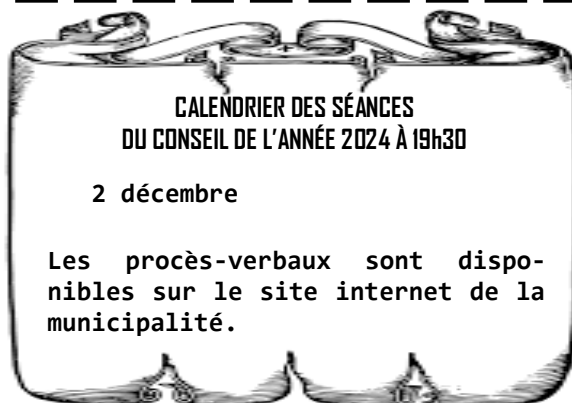 CALENDRIER DES SÉANCES
DU CONSEIL DE L'ANNÉE 2024 À 19h30
2 décembre
Les procès-verbaux sont dispo-
nibles sur le site internet de la
municipalité.